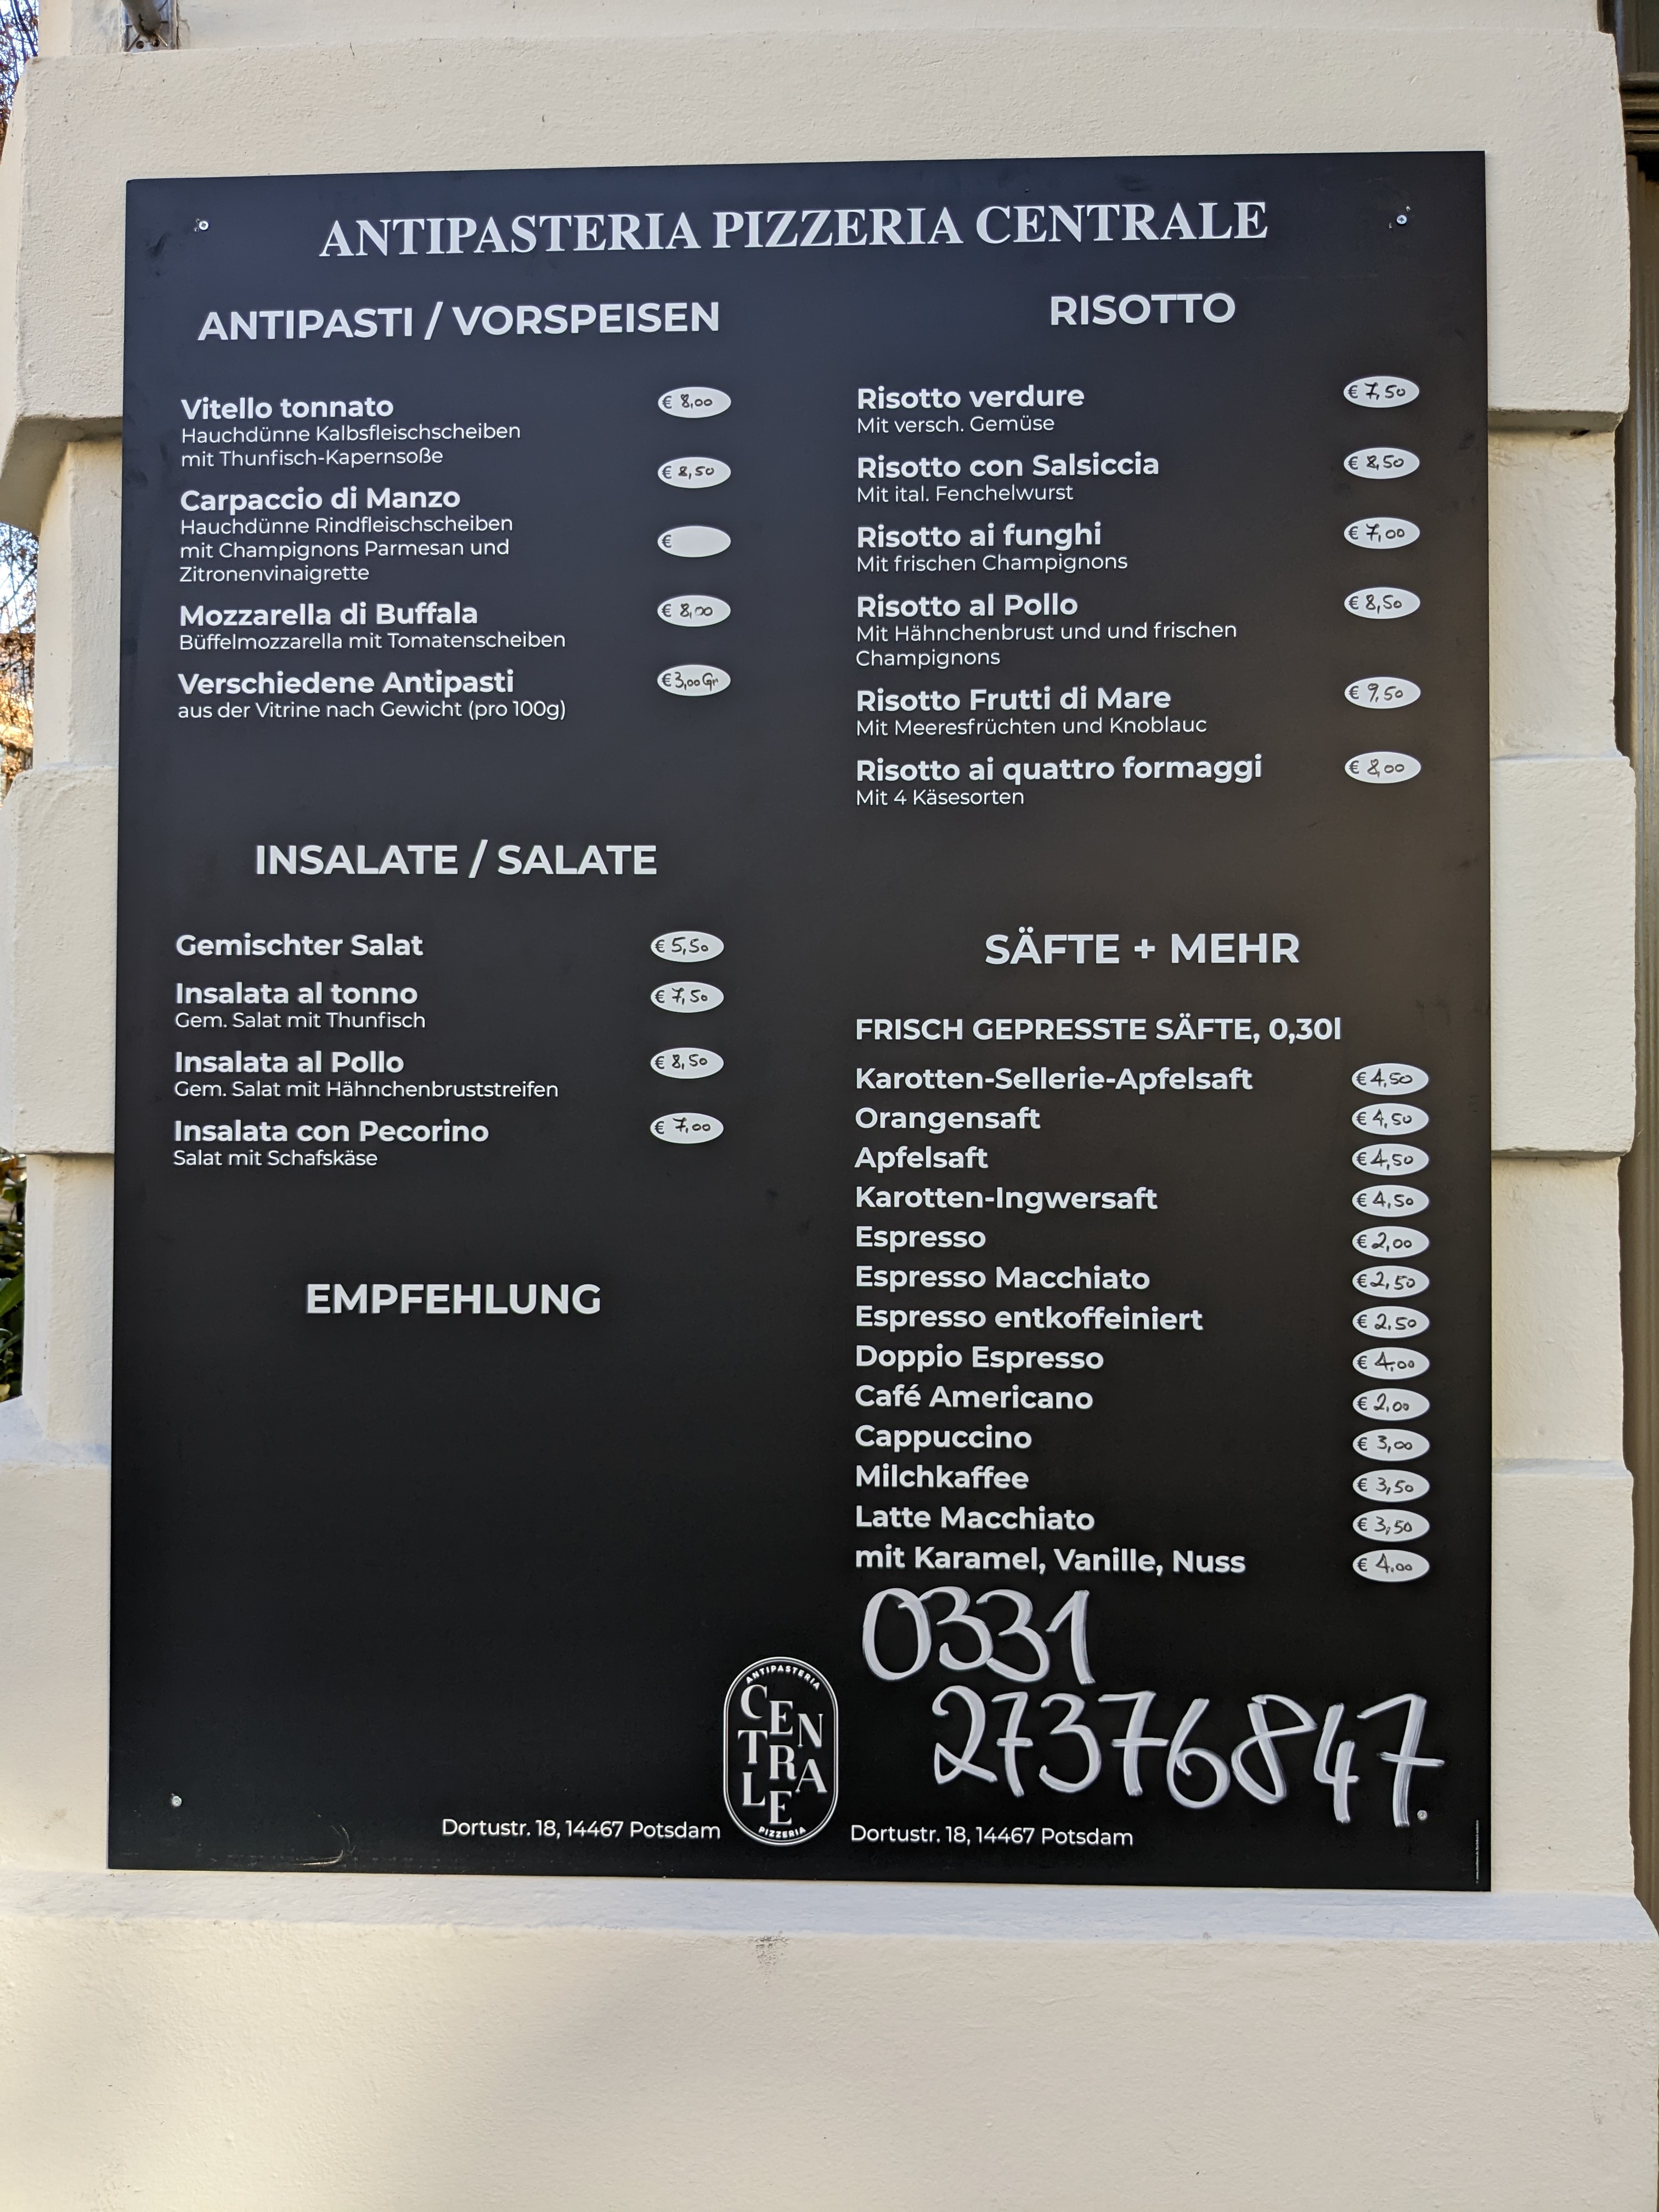 ANTIPASTERIA PIZZERIA CENTRALE
ANTIPASTI / VORSPEISEN
Vitello tonnato € 8,00
Hauchdünne Kalbsfleischscheiben
mit Thunfisch-Kapernsoße
€ 8,50
Carpaccio di Manzo
Hauchdünne Rindfleischscheiben
€
mit Champignons Parmesan und
Zitronenvinaigrette
Mozzarella di Buffala € 8,00
Büffelmozzarella mit Tomatenscheiben
Verschiedene Antipasti € 3,00 Gr
aus der Vitrine nach Gewicht (pro 100g)
INSALATE / SALATE
Gemischter Salat € 5,50
Insalata al tonno € 7,50
Gem. Salat mit Thunfisch
Insalata al Pollo € 8,50
Gem. Salat mit Hähnchenbruststreifen
Insalata con Pecorino € 7,00
Salat mit Schafskäse
EMPFEHLUNG
RISOTTO
Risotto verdure € 7,50
Mit versch. Gemüse
Risotto con Salsiccia € 8,50
Mit ital. Fenchelwurst
Risotto ai funghi € 7,00
Mit frischen Champignons
Risotto al Pollo € 8,50
Mit Hähnchenbrust und und frischen
Champignons
Risotto Frutti di Mare € 9,50
Mit Meeresfrüchten und Knoblauc
Risotto ai quattro formaggi € 8,00
Mit 4 Käsesorten
SÄFTE + MEHR
FRISCH GEPRESSTE SÄFTE, 0,30l
Karotten-Sellerie-Apfelsaft € 4,50
Orangensaft € 4,50
Apfelsaft € 4,50
Karotten-Ingwersaft € 4,50
Espresso € 2,00
Espresso Macchiato € 2,50
Espresso entkoffeiniert € 2,50
Doppio Espresso € 4,00
Café Americano € 2,00
Cappuccino € 3,00
Milchkaffee € 3,50
Latte Macchiato € 3,50
mit Karamel, Vanille, Nuss € 4.00
0331
27376847
ANTIPASTERIA
CENTRALE
PIZZERIA
Dortustr. 18, 14467 Potsdam
Dortustr. 18, 14467 Potsdam